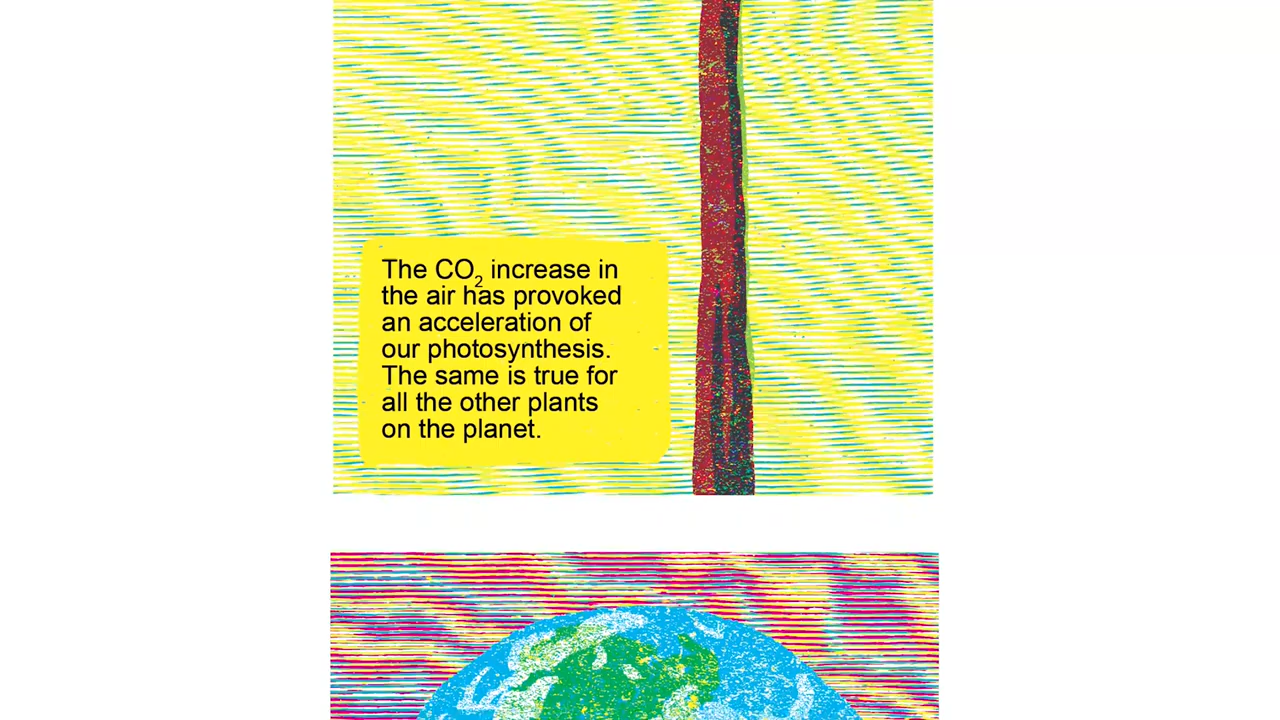 The CO₂ increase in
the air has provoked
an acceleration of
our photosynthesis.
The same is true for
all the other plants
on the planet.